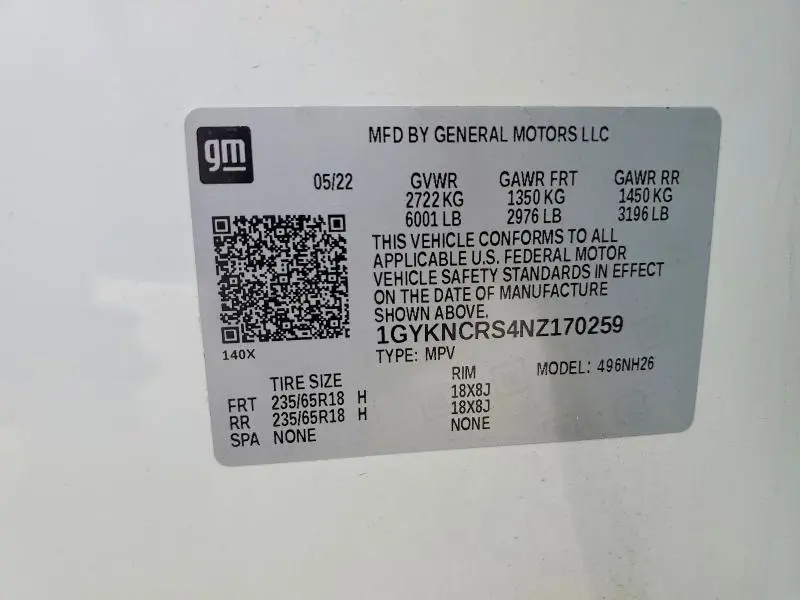 gm
MFD BY GENERAL MOTORS LLC
05/22 GVWR GAWR FRT GAWR RR
2722 KG 1350 KG 1450 KG
6001 LB 2976 LB 3196 LB
THIS VEHICLE CONFORMS TO ALL
APPLICABLE U.S. FEDERAL MOTOR
VEHICLE SAFETY STANDARDS IN EFFECT
ON THE DATE OF MANUFACTURE
SHOWN ABOVE.
1GYKNCRS4NZ170259
140X TYPE: MPV MODEL: 496NH26
TIRE SIZE RIM
FRT 235/65R18 H 18X8J
RR 235/65R18 H 18X8J
SPA NONE NONE